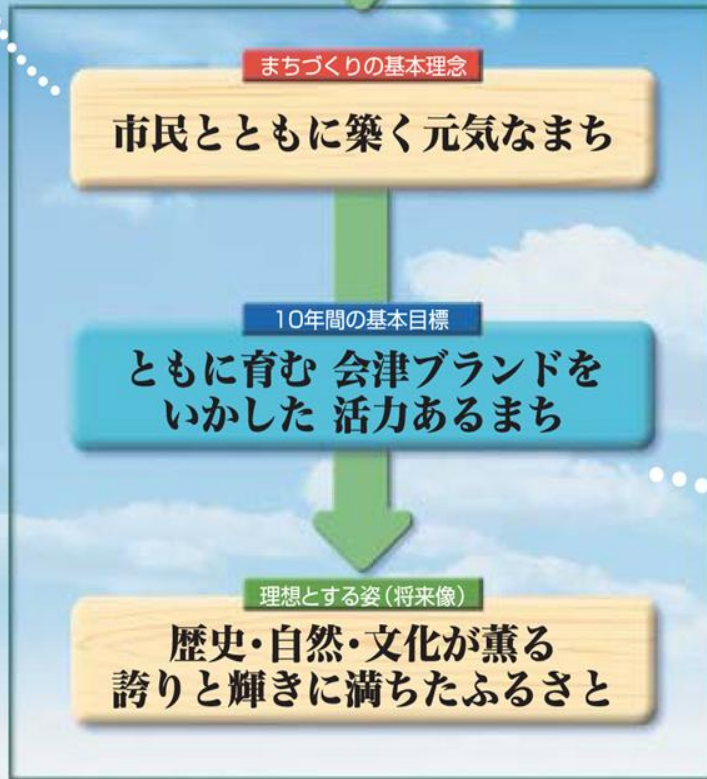 まちづくりの基本理念
市民とともに築く元気なまち
10年間の基本目標
ともに育む 会津ブランドを
いかした 活力あるまち
理想とする姿(将来像)
歴史・自然・文化が薫る
誇りと輝きに満ちたふるさと